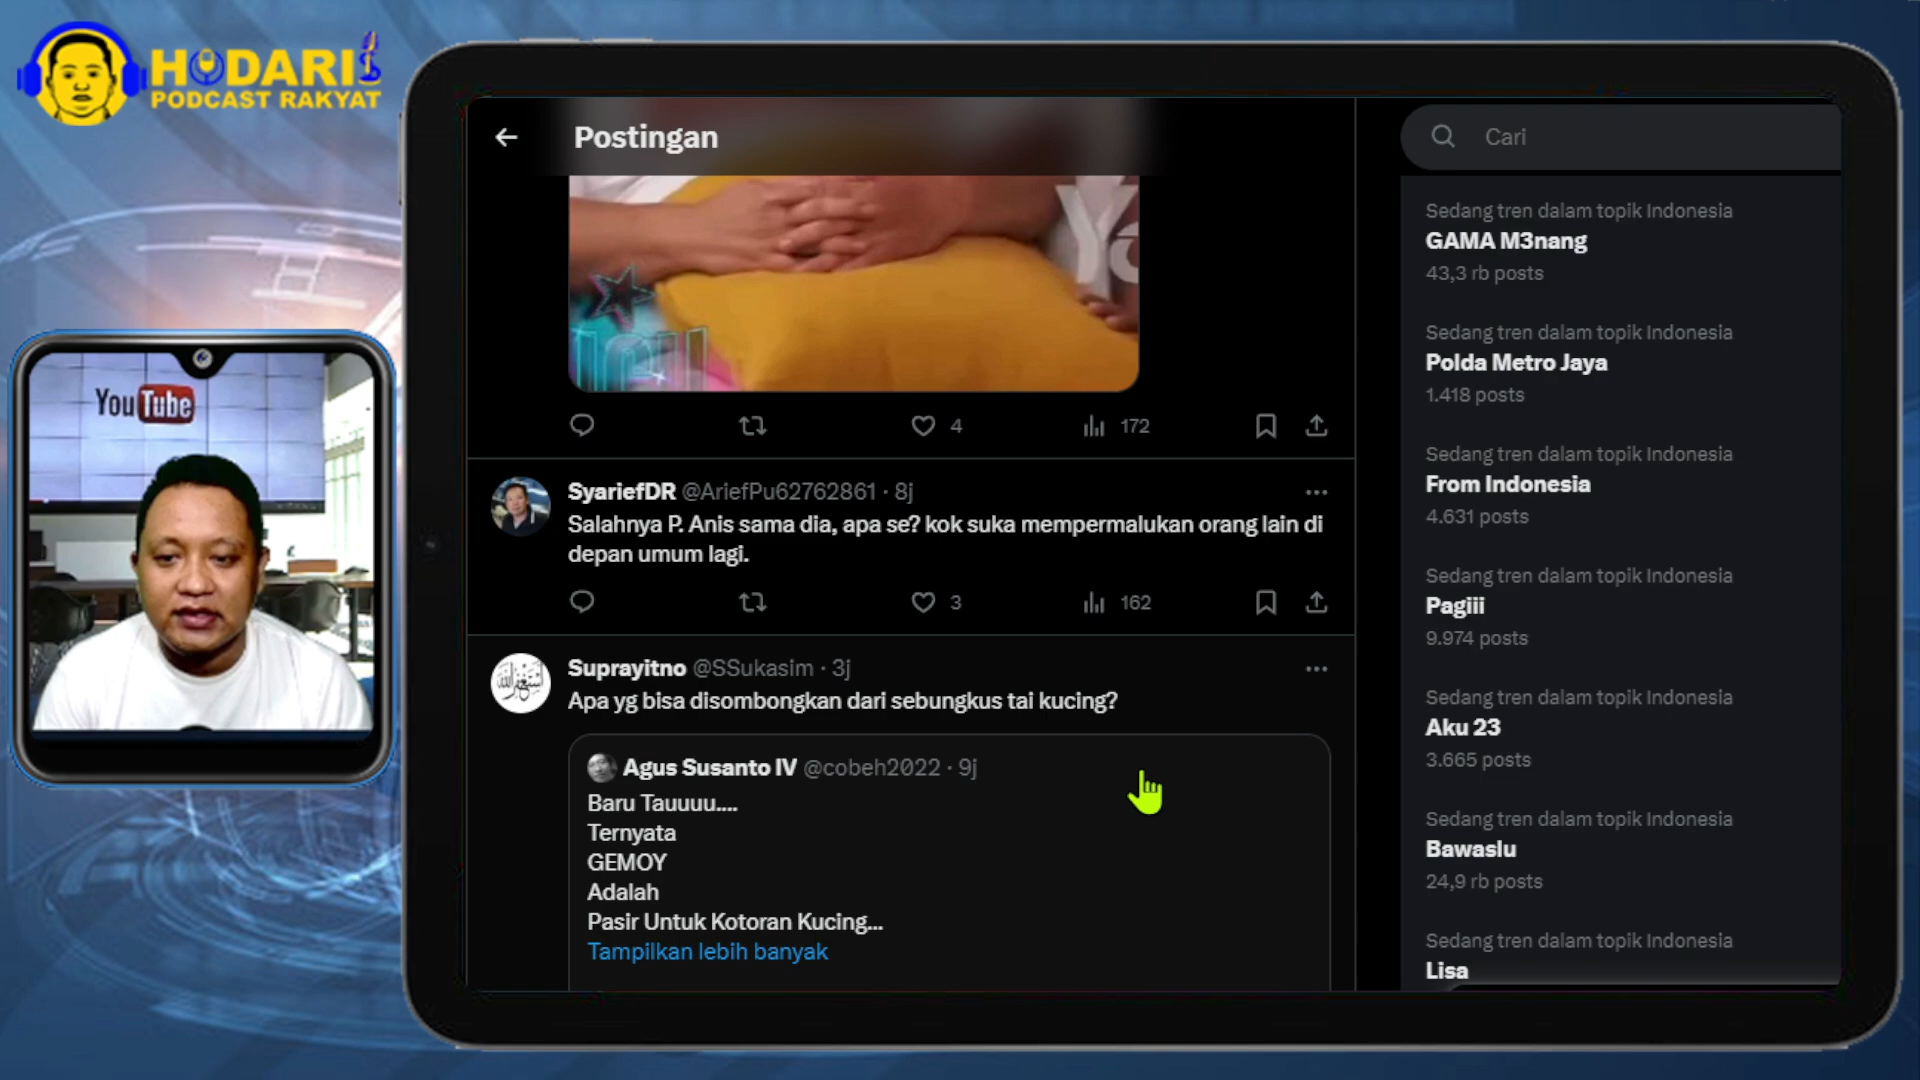 HODARI
PODCAST RAKYAT
YouTube
Postingan
YOU
4
172
SyariefDR @AriefPu62762861 · 8j
Salahnya P. Anis sama dia, apa se? kok suka mempermalukan orang lain di
depan umum lagi.
3
162
Suprayitno @SSukasim · 3j
Apa yg bisa disombongkan dari sebungkus tai kucing?
Agus Susanto IV @cobeh2022 · 9j
Baru Tauuuu....
Ternyata
GEMOY
Adalah
Pasir Untuk Kotoran Kucing...
Tampilkan lebih banyak
Cari
Sedang tren dalam topik Indonesia
GAMA M3nang
43,3 rb posts
Sedang tren dalam topik Indonesia
Polda Metro Jaya
1.418 posts
Sedang tren dalam topik Indonesia
From Indonesia
4.631 posts
Sedang tren dalam topik Indonesia
Pagiii
9.974 posts
Sedang tren dalam topik Indonesia
Aku 23
3.665 posts
Sedang tren dalam topik Indonesia
Bawaslu
24,9 rb posts
Sedang tren dalam topik Indonesia
Lisa